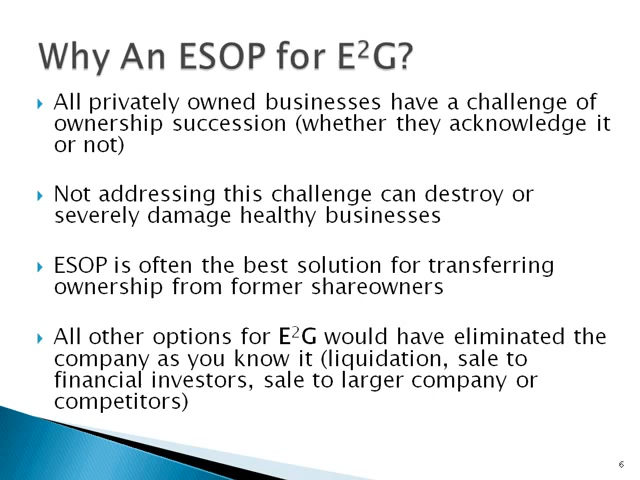 Why An ESOP for E²G?
All privately owned businesses have a challenge of
ownership succession (whether they acknowledge it
or not)
Not addressing this challenge can destroy or
severely damage healthy businesses
ESOP is often the best solution for transferring
ownership from former shareowners
All other options for E²G would have eliminated the
company as you know it (liquidation, sale to
financial investors, sale to larger company or
competitors)
6